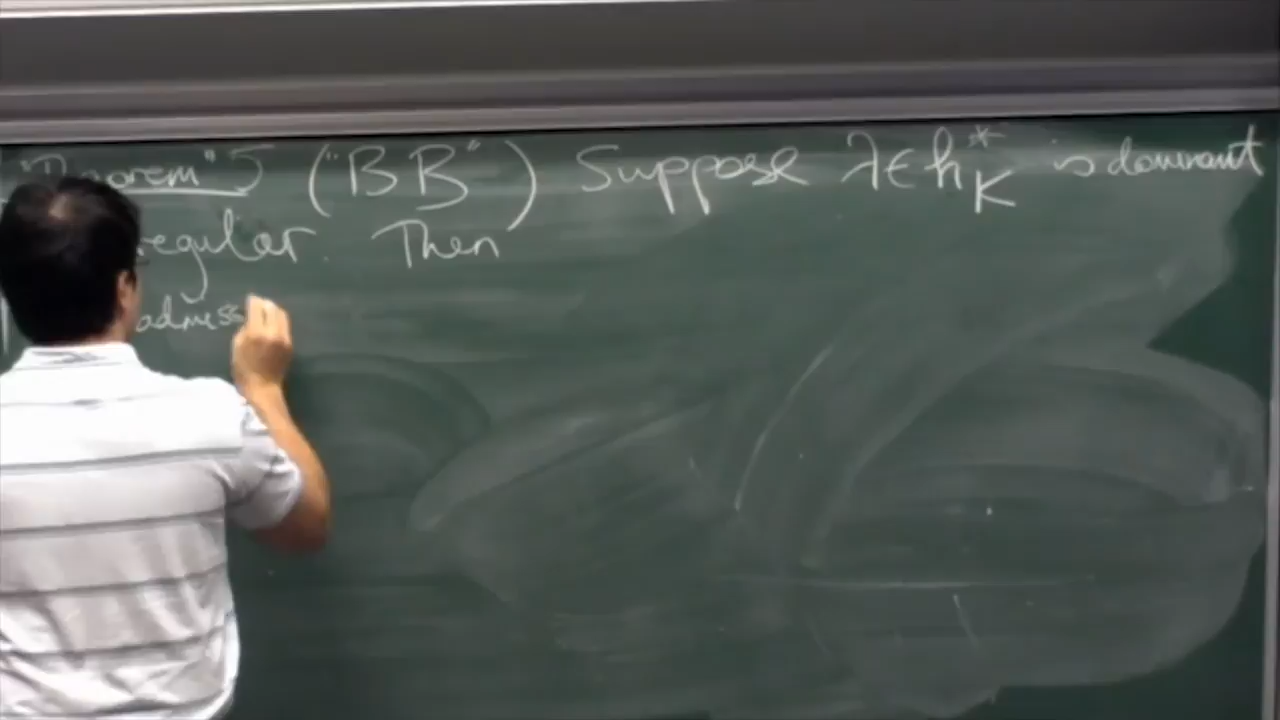 "Theorem" 5 ("BB") Suppose λ ∈ h*_K is dominant
regular. Then
admiss